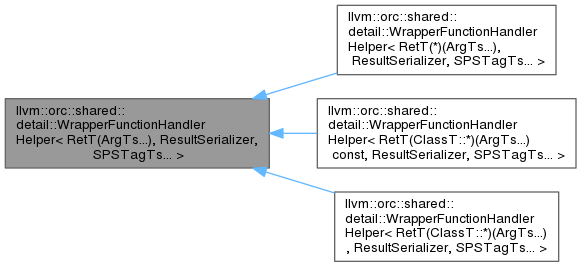 llvm::orc::shared::
detail::WrapperFunctionHandler
Helper< RetT(*)(ArgTs...),
ResultSerializer, SPSTagTs... >
llvm::orc::shared::
detail::WrapperFunctionHandler
Helper< RetT(ArgTs...), ResultSerializer,
SPSTagTs... >
llvm::orc::shared::
detail::WrapperFunctionHandler
Helper< RetT(ClassT::*)(ArgTs...)
const, ResultSerializer, SPSTagTs... >
llvm::orc::shared::
detail::WrapperFunctionHandler
Helper< RetT(ClassT::*)(ArgTs...)
, ResultSerializer, SPSTagTs... >